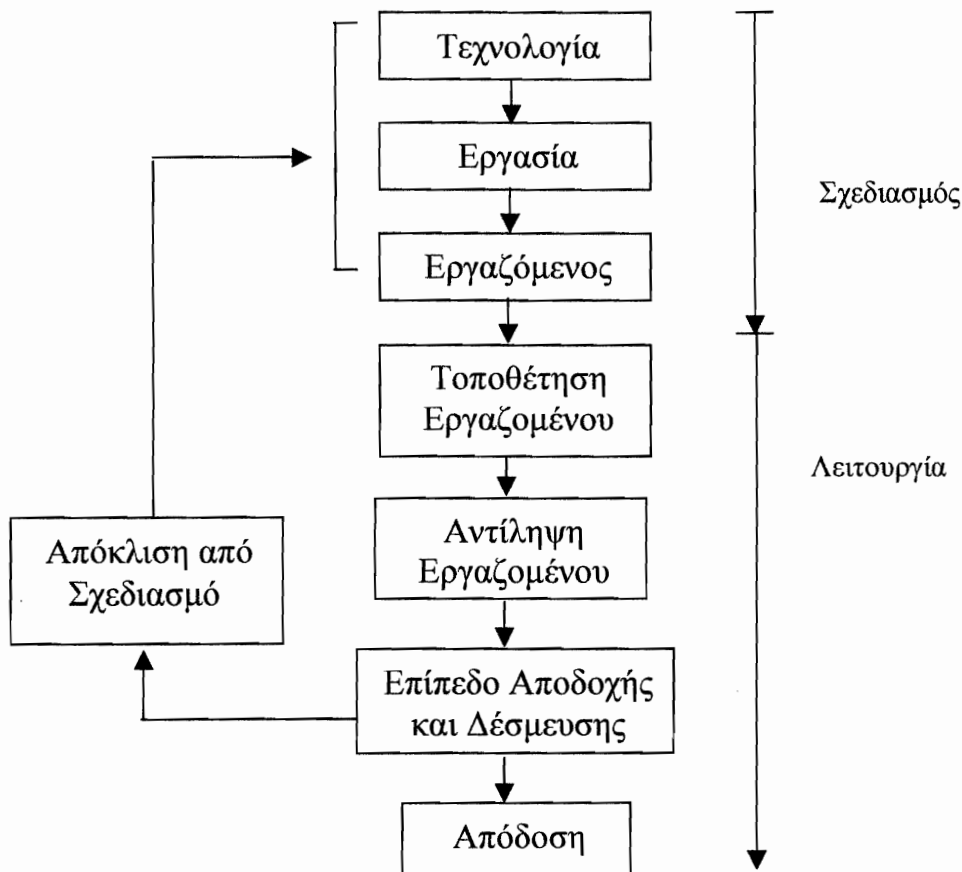 Τεχνολογία
Εργασία
Σχεδιασμός
Εργαζόμενος
Τοποθέτηση
Εργαζομένου
Λειτουργία
Αντίληψη
Εργαζομένου
Απόκλιση από
Σχεδιασμό
Επίπεδο Αποδοχής
και Δέσμευσης
Απόδοση